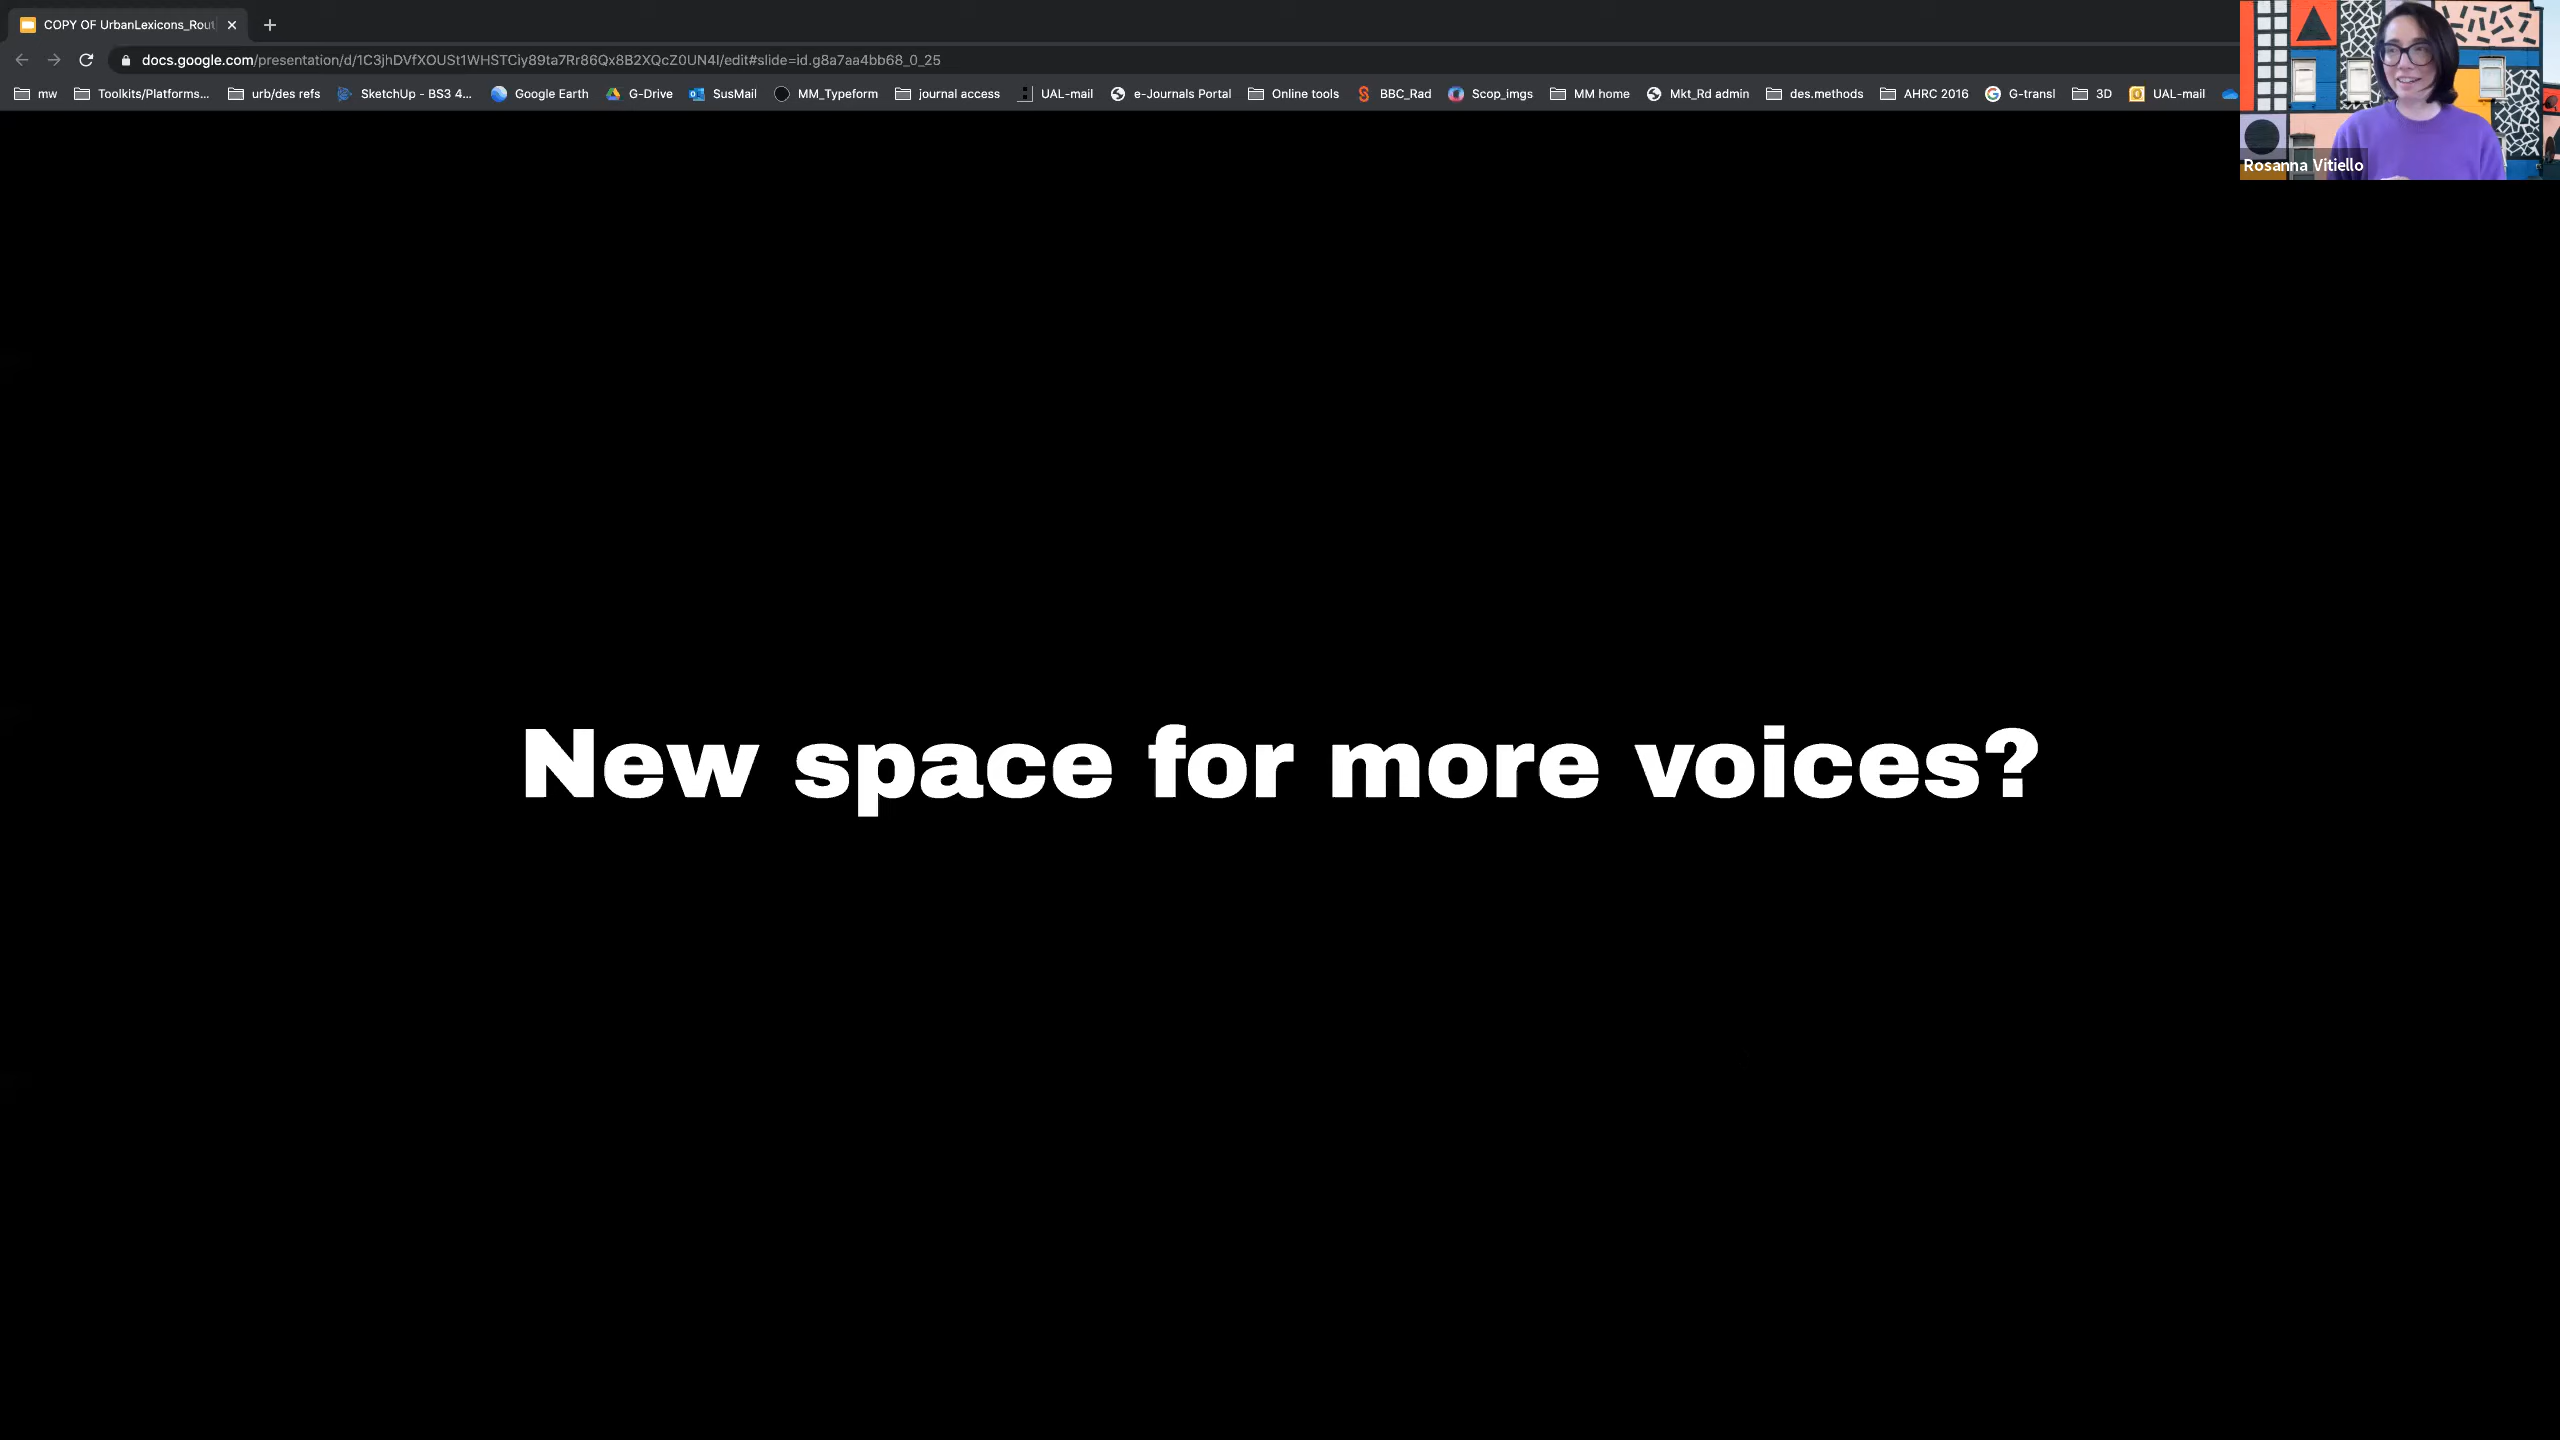 COPY OF UrbanLexicons_Rout
docs.google.com/presentation/d/1C3jhDVfXOUSt1WHSTCiy89ta7Rr86Qx8B2XQcZ0UN4I/edit#slide=id.g8a7aa4bb68_0_25
mw Toolkits/Platforms... urb/des refs SketchUp - BS3 4... Google Earth G-Drive SusMail MM_Typeform journal access UAL-mail e-Journals Portal Online tools BBC_Rad Scop_imgs MM home Mkt_Rd admin des.methods AHRC 2016 G-transl 3D UAL-mail
Rosanna Vitiello
New space for more voices?